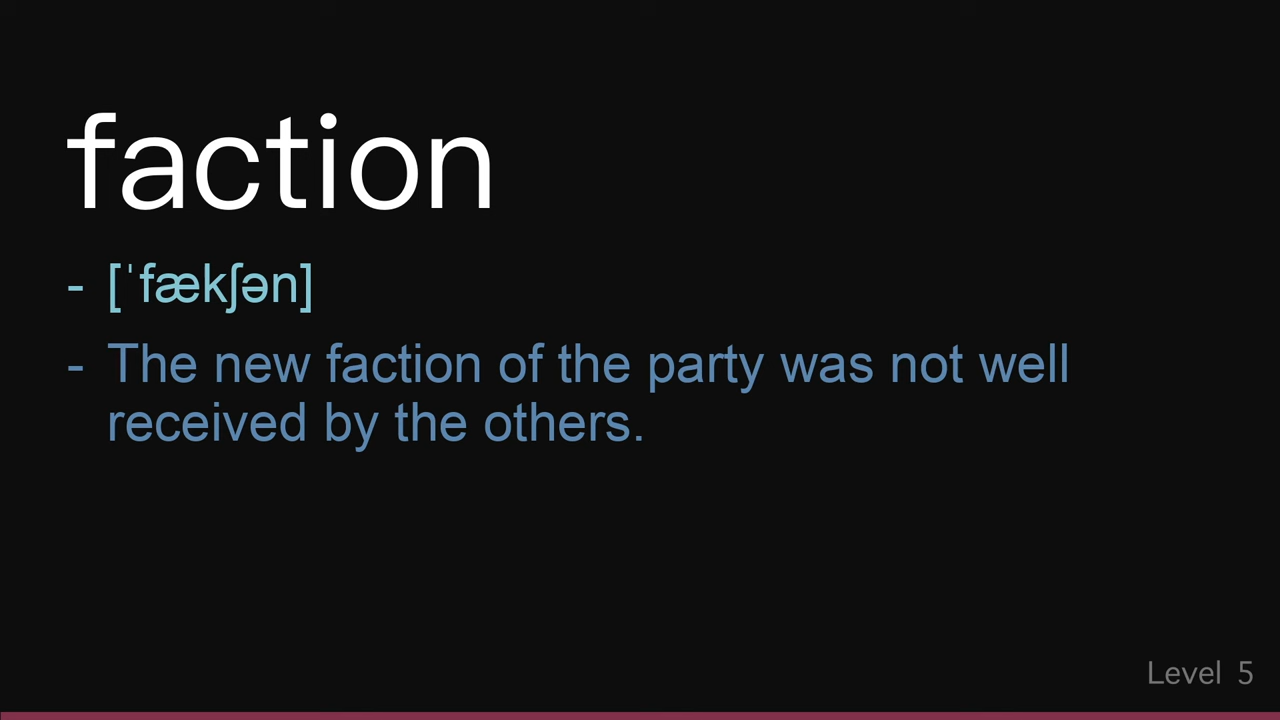 faction
- [ˈfækʃən]
- The new faction of the party was not well
received by the others.
Level 5